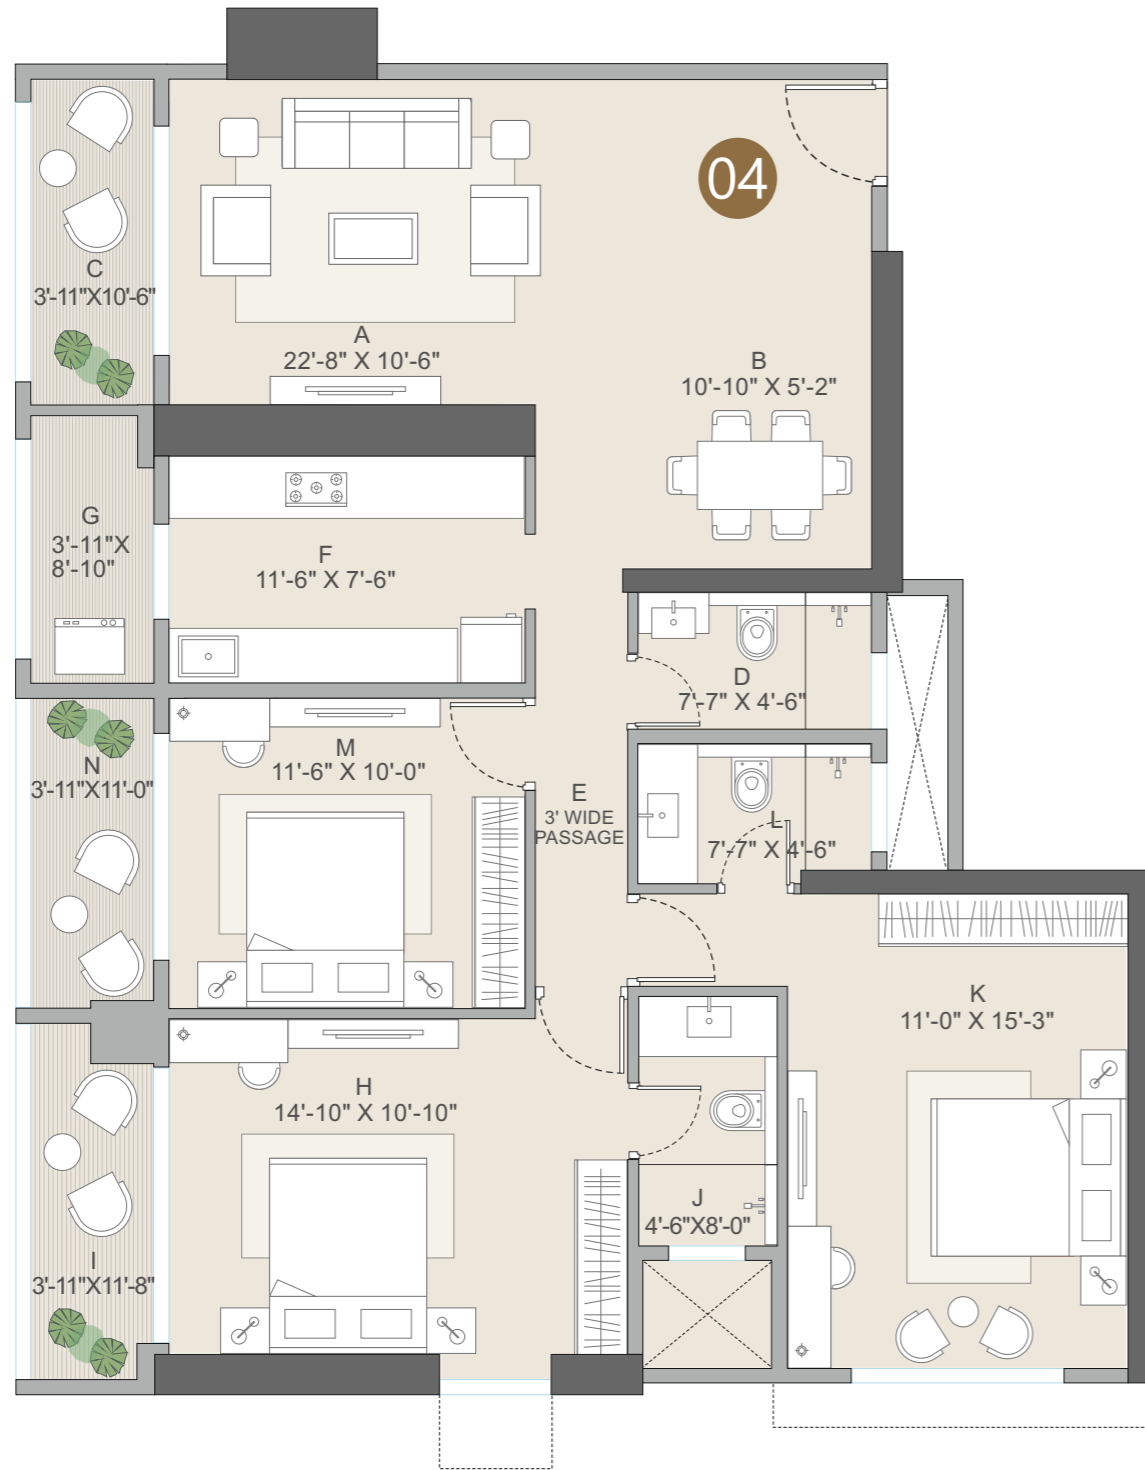 04
C
3'-11"X10'-6"
A
22'-8" X 10'-6"
B
10'-10" X 5'-2"
G
3'-11"X
8'-10"
F
11'-6" X 7'-6"
D
7'-7" X 4'-6"
N
3'-11"X11'-0"
M
11'-6" X 10'-0"
E
3' WIDE
PASSAGE
L
7'-7" X 4'-6"
K
11'-0" X 15'-3"
H
14'-10" X 10'-10"
J
4'-6"X8'-0"
I
3'-11"X11'-8"